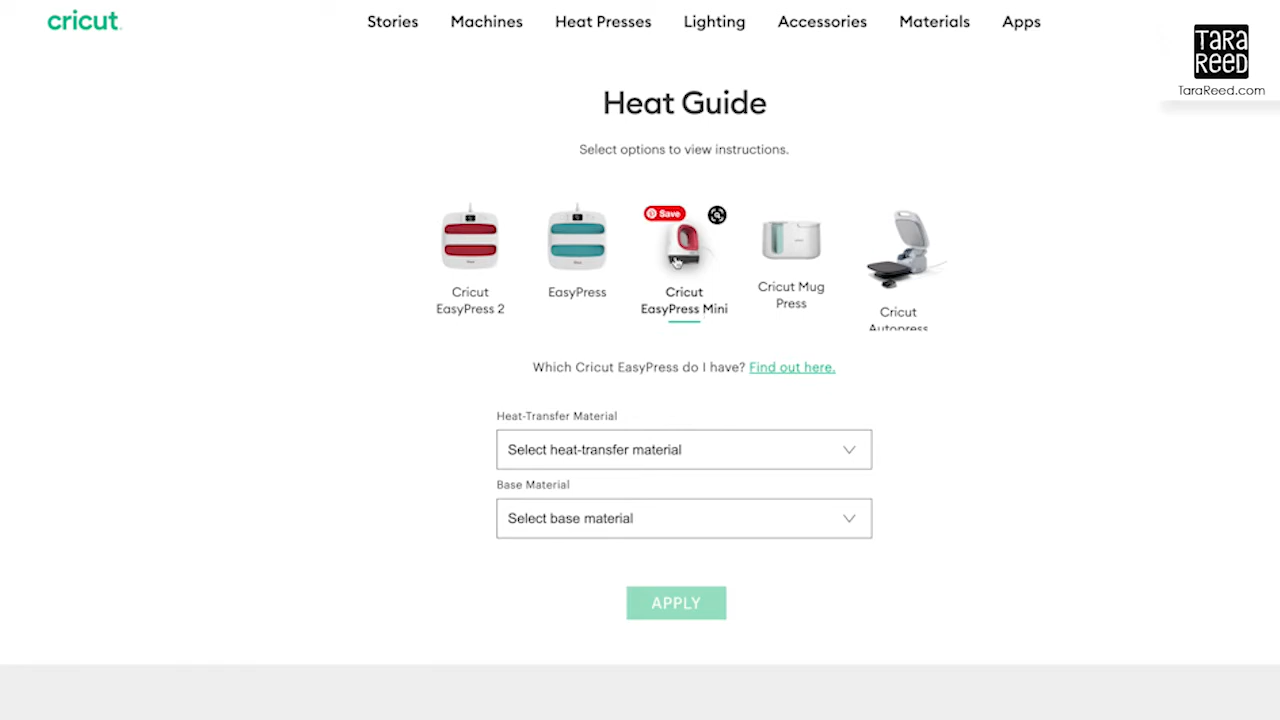 cricut
Stories Machines Heat Presses Lighting Accessories Materials Apps
TARA
REED
TaraReed.com
Heat Guide
Select options to view instructions.
Save
Cricut
EasyPress 2
EasyPress
Cricut
EasyPress Mini
Cricut Mug
Press
Cricut
Autopress
Which Cricut EasyPress do I have? Find out here.
Heat-Transfer Material
Select heat-transfer material
Base Material
Select base material
APPLY